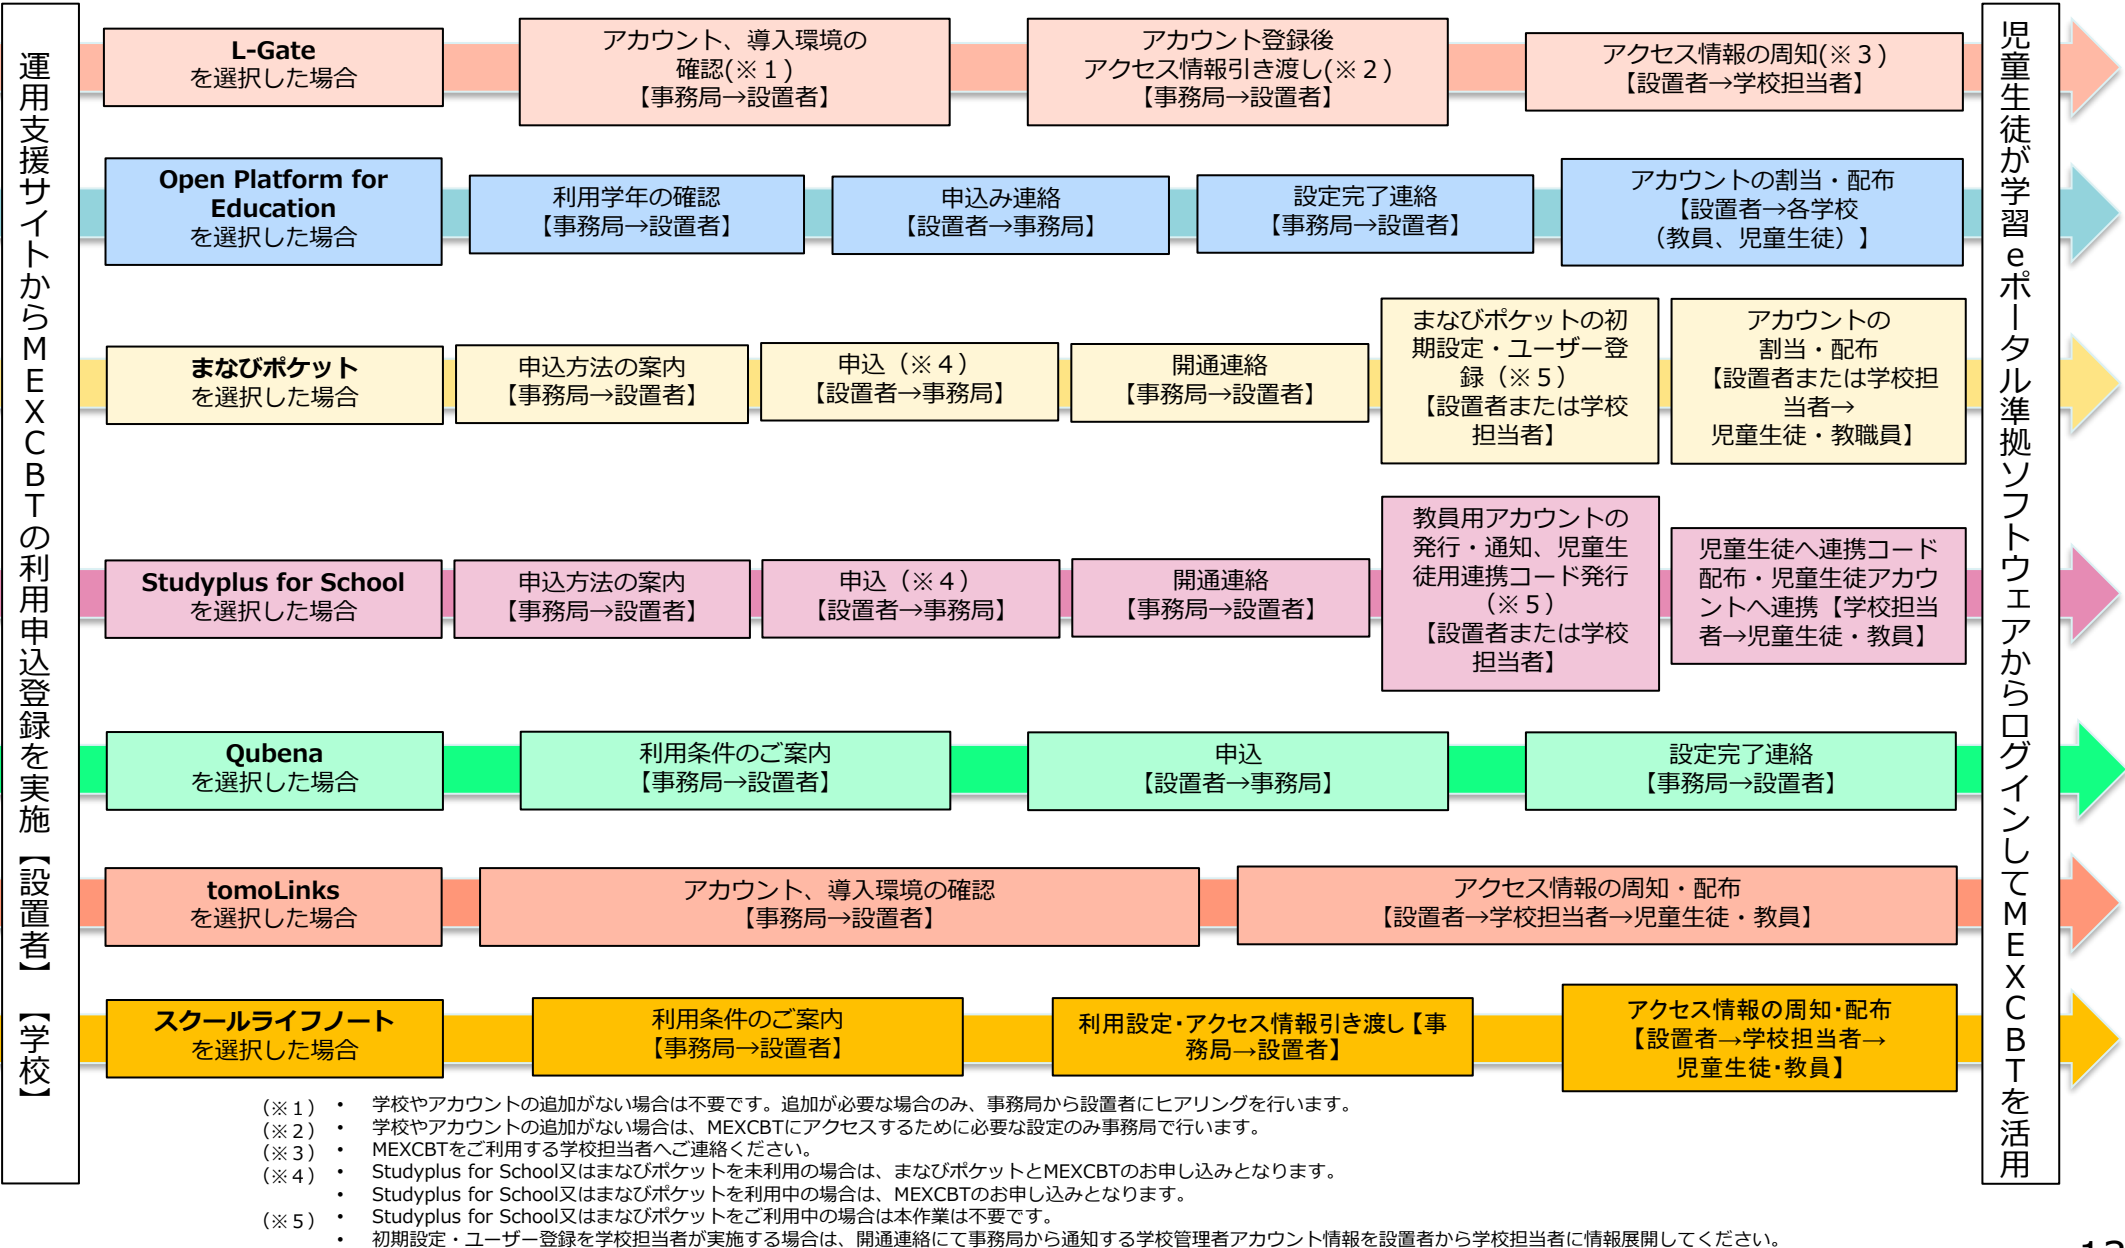 運用支援サイトからＭＥＸＣＢＴの利用申込登録を実施【設置者】【学校】
L-Gate
を選択した場合
アカウント、導入環境の
確認(※１)
【事務局→設置者】
アカウント登録後
アクセス情報引き渡し(※２)
【事務局→設置者】
アクセス情報の周知(※３)
【設置者→学校担当者】
Open Platform for
Education
を選択した場合
利用学年の確認
【事務局→設置者】
申込み連絡
【設置者→事務局】
設定完了連絡
【事務局→設置者】
アカウントの割当・配布
【設置者→各学校
（教員、児童生徒）】
まなびポケット
を選択した場合
申込方法の案内
【事務局→設置者】
申込（※４）
【設置者→事務局】
開通連絡
【事務局→設置者】
まなびポケットの初
期設定・ユーザー登
録（※５）
【設置者または学校
担当者】
アカウントの
割当・配布
【設置者または学校担
当者→
児童生徒・教職員】
Studyplus for School
を選択した場合
申込方法の案内
【事務局→設置者】
申込（※４）
【設置者→事務局】
開通連絡
【事務局→設置者】
教員用アカウントの
発行・通知、児童生
徒用連携コード発行
（※５）
【設置者または学校
担当者】
児童生徒へ連携コード
配布・児童生徒アカウ
ントへ連携【学校担当
者→児童生徒・教員】
Qubena
を選択した場合
利用条件のご案内
【事務局→設置者】
申込
【設置者→事務局】
設定完了連絡
【事務局→設置者】
tomoLinks
を選択した場合
アカウント、導入環境の確認
【事務局→設置者】
アクセス情報の周知・配布
【設置者→学校担当者→児童生徒・教員】
スクールライフノート
を選択した場合
利用条件のご案内
【事務局→設置者】
利用設定・アクセス情報引き渡し【事
務局→設置者】
アクセス情報の周知・配布
【設置者→学校担当者→
児童生徒・教員】
児童生徒が学習ｅポータル準拠ソフトウェアからログインしてＭＥＸＣＢＴを活用
（※１）• 学校やアカウントの追加がない場合は不要です。追加が必要な場合のみ、事務局から設置者にヒアリングを行います。
（※２）• 学校やアカウントの追加がない場合は、MEXCBTにアクセスするために必要な設定のみ事務局で行います。
（※３）• MEXCBTをご利用する学校担当者へご連絡ください。
（※４）• Studyplus for School又はまなびポケットを未利用の場合は、まなびポケットとMEXCBTのお申し込みとなります。
• Studyplus for School又はまなびポケットを利用中の場合は、MEXCBTのお申し込みとなります。
（※５）• Studyplus for School又はまなびポケットをご利用中の場合は本作業は不要です。
• 初期設定・ユーザー登録を学校担当者が実施する場合は、開通連絡にて事務局から通知する学校管理者アカウント情報を設置者から学校担当者に情報展開してください。